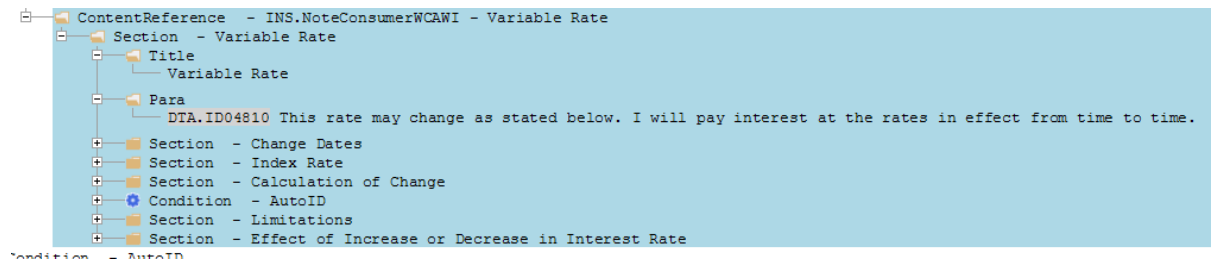 ContentReference - INS.NoteConsumerWCAWI - Variable Rate
Section - Variable Rate
Title
Variable Rate
Para
DTA.ID04810 This rate may change as stated below. I will pay interest at the rates in effect from time to time.
Section - Change Dates
Section - Index Rate
Section - Calculation of Change
Condition - AutoID
Section - Limitations
Section - Effect of Increase or Decrease in Interest Rate
Condition - AutoID